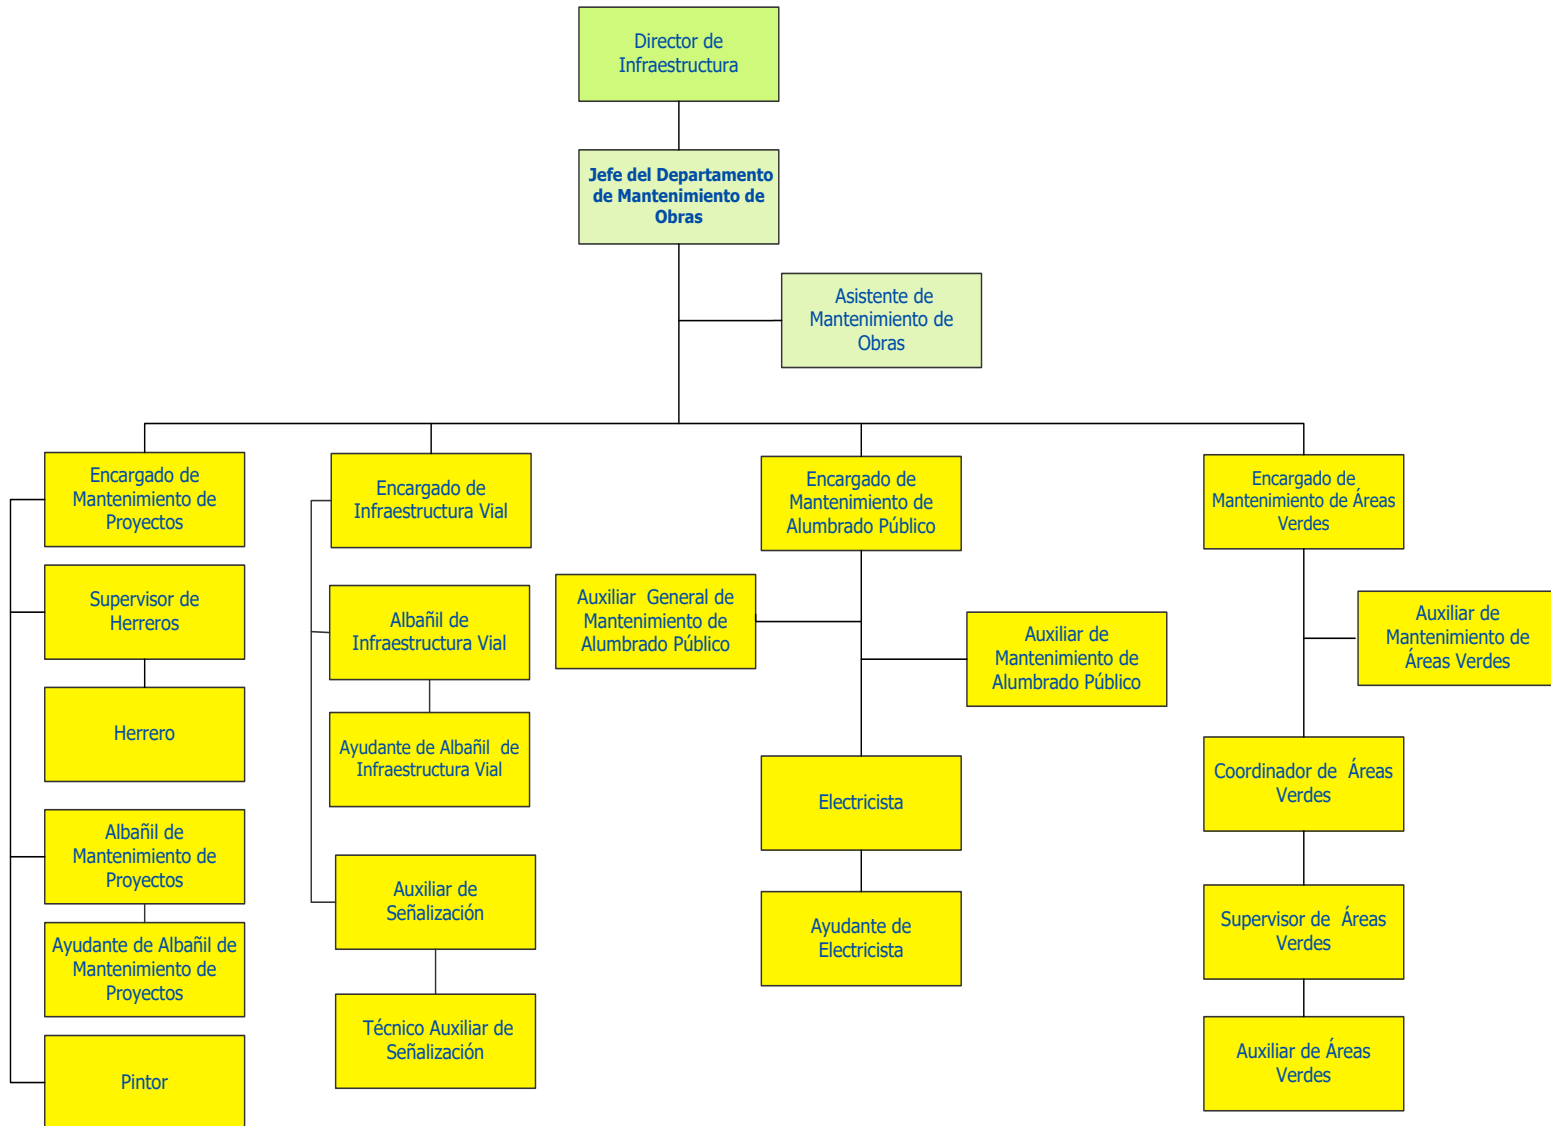 Director de
Infraestructura
Jefe del Departamento
de Mantenimiento de
Obras
Asistente de
Mantenimiento de
Obras
Encargado de
Mantenimiento de
Proyectos
Supervisor de
Herreros
Herrero
Albañil de
Mantenimiento de
Proyectos
Ayudante de Albañil de
Mantenimiento de
Proyectos
Pintor
Encargado de
Infraestructura Vial
Albañil de
Infraestructura Vial
Ayudante de Albañil de
Infraestructura Vial
Auxiliar de
Señalización
Técnico Auxiliar de
Señalización
Encargado de
Mantenimiento de
Alumbrado Público
Auxiliar General de
Mantenimiento de
Alumbrado Público
Auxiliar de
Mantenimiento de
Alumbrado Público
Electricista
Ayudante de
Electricista
Encargado de
Mantenimiento de Áreas
Verdes
Auxiliar de
Mantenimiento de
Áreas Verdes
Coordinador de Áreas
Verdes
Supervisor de Áreas
Verdes
Auxiliar de Áreas
Verdes